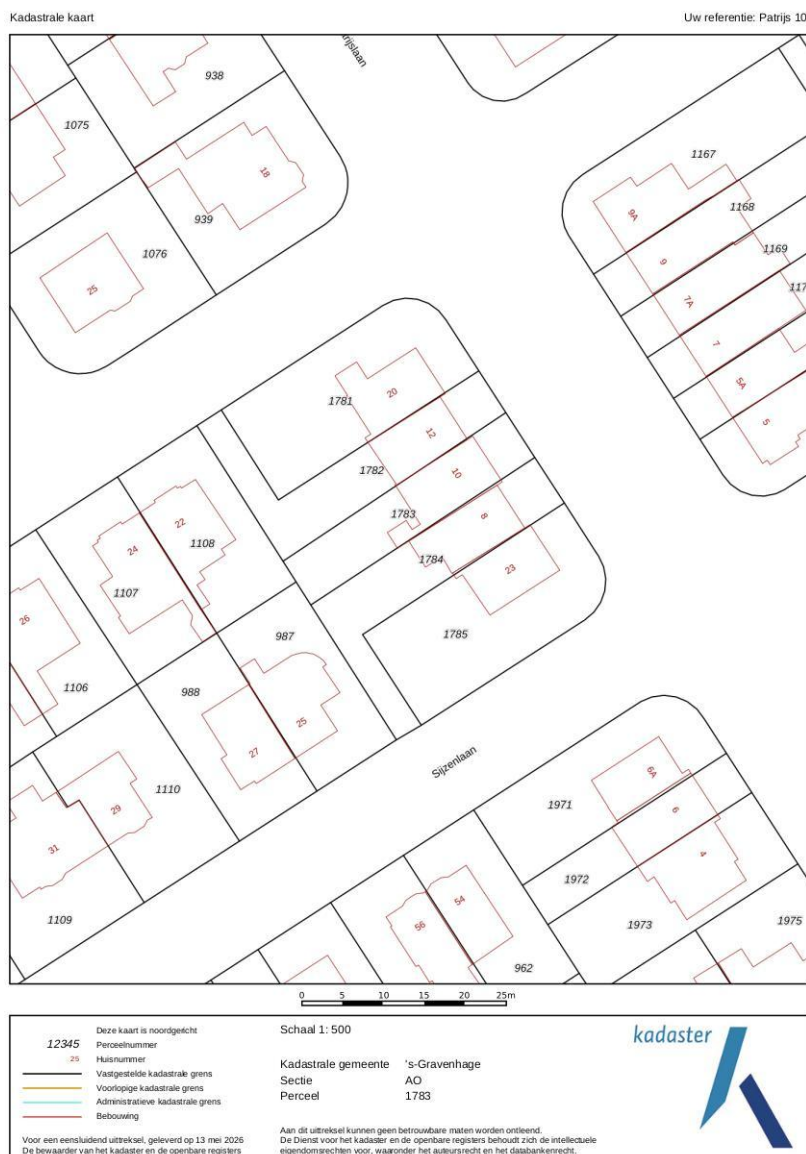 Kadastrale kaart
Uw referentie: Patrijs 10
938
1075
18
939
1076
25
1167
9A
1168
9
1169
7A
7
5A
5
1781
20
1782
12
10
1783
8
1784
23
1785
22
24
1108
1107
26
1106
987
988
25
27
1110
29
31
1109
Sijzenlaan
6A
1971
6
1972
4
1973
1975
54
56
962
0 5 10 15 20 25m
Deze kaart is noordgericht
12345 Perceelnummer
25 Huisnummer
Vastgestelde kadastrale grens
Voorlopige kadastrale grens
Administratieve kadastrale grens
Bebouwing
Voor een eensluidend uittreksel, geleverd op 13 mei 2026
De bewaarder van het kadaster en de openbare registers
Schaal 1: 500
Kadastrale gemeente 's-Gravenhage
Sectie AO
Perceel 1783
Aan dit uittreksel kunnen geen betrouwbare maten worden ontleend.
De Dienst voor het kadaster en de openbare registers behoudt zich de intellectuele
eigendomsrechten voor, waaronder het auteursrecht en het databankenrecht.
kadaster